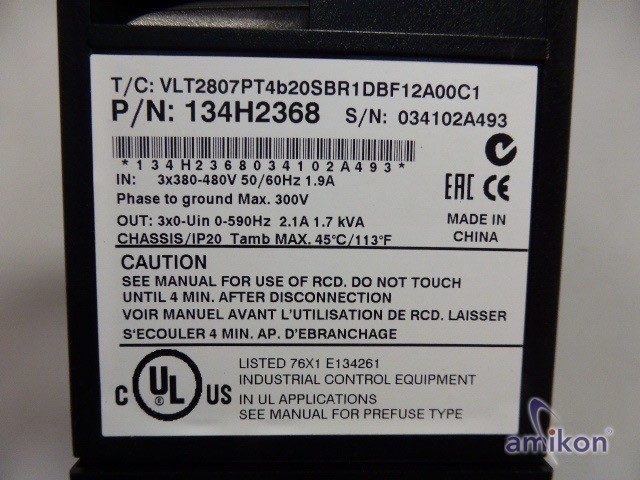 T/C: VLT2807PT4b20SBR1DBF12A00C1
P/N: 134H2368 S/N: 034102A493
*134H2368034102A493*
IN: 3x380-480V 50/60Hz 1.9A
Phase to ground Max. 300V
OUT: 3x0-Uin 0-590Hz 2.1A 1.7 kVA
CHASSIS/IP20 Tamb MAX. 45°C/113°F
EAC CE
MADE IN
CHINA
CAUTION
SEE MANUAL FOR USE OF RCD. DO NOT TOUCH
UNTIL 4 MIN. AFTER DISCONNECTION
VOIR MANUEL AVANT L'UTILISATION DE RCD. LAISSER
S'ECOULER 4 MIN. AP. D'EBRANCHAGE
C UL US
®
LISTED 76X1 E134261
INDUSTRIAL CONTROL EQUIPMENT
IN UL APPLICATIONS
SEE MANUAL FOR PREFUSE TYPE
amikon®